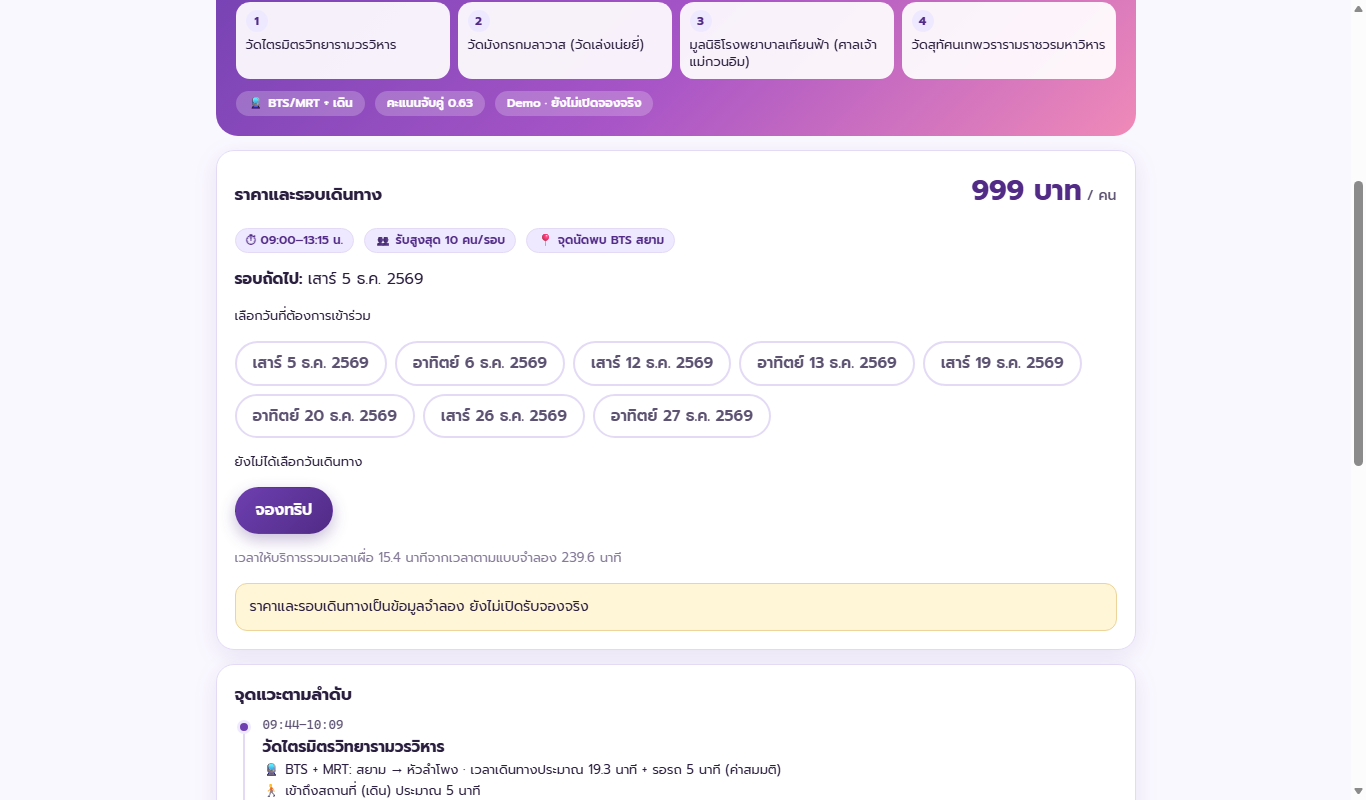 1
วัดไตรมิตรวิทยารามวรวิหาร
2
วัดมังกรกมลาวาส (วัดเล่งเน่ยยี่)
3
มูลนิธิโรงพยาบาลเทียนฟ้า (ศาลเจ้า
แม่กวนอิม)
4
วัดสุทัศนเทพวรารามราชวรมหาวิหาร
BTS/MRT + เดิน
คะแนนจับคู่ 0.63
Demo · ยังไม่เปิดจองจริง
ราคาและรอบเดินทาง
999 บาท / คน
09:00–13:15 น.
รับสูงสุด 10 คน/รอบ
จุดนัดพบ BTS สยาม
รอบถัดไป: เสาร์ 5 ธ.ค. 2569
เลือกวันที่ต้องการเข้าร่วม
เสาร์ 5 ธ.ค. 2569
อาทิตย์ 6 ธ.ค. 2569
เสาร์ 12 ธ.ค. 2569
อาทิตย์ 13 ธ.ค. 2569
เสาร์ 19 ธ.ค. 2569
อาทิตย์ 20 ธ.ค. 2569
เสาร์ 26 ธ.ค. 2569
อาทิตย์ 27 ธ.ค. 2569
ยังไม่ได้เลือกวันเดินทาง
จองทริป
เวลาให้บริการรวมเวลาเผื่อ 15.4 นาทีจากเวลาตามแบบจำลอง 239.6 นาที
ราคาและรอบเดินทางเป็นข้อมูลจำลอง ยังไม่เปิดรับจองจริง
จุดแวะตามลำดับ
09:44–10:09
วัดไตรมิตรวิทยารามวรวิหาร
BTS + MRT: สยาม → หัวลำโพง · เวลาเดินทางประมาณ 19.3 นาที + รอรถ 5 นาที (ค่าสมมติ)
เข้าถึงสถานที่ (เดิน) ประมาณ 5 นาที